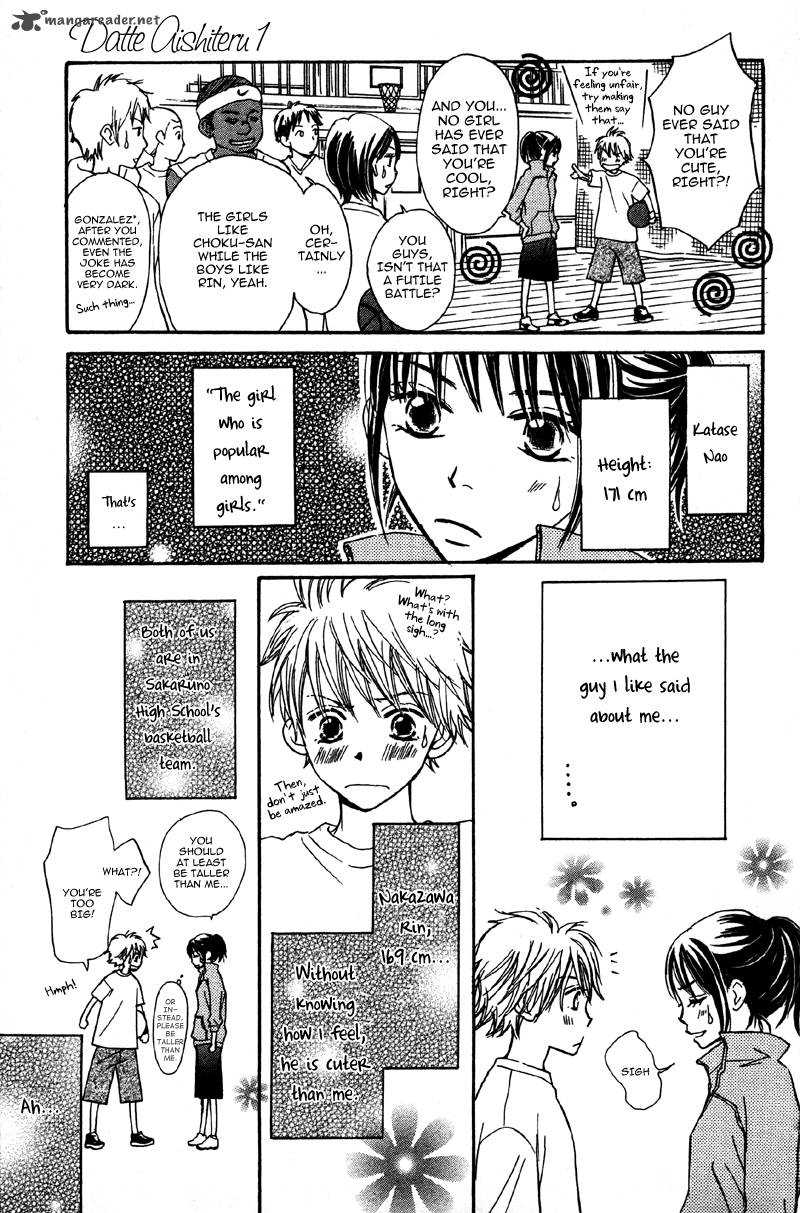 mangareader.net
Datte Aishiteru 1
NO GUY
EVER SAID
THAT
YOU'RE
CUTE,
RIGHT?!
If you're
feeling unfair,
try making
them say
that...
AND YOU...
NO GIRL
HAS EVER
SAID THAT
YOU'RE
COOL,
RIGHT?
YOU
GUYS,
ISN'T THAT
A FUTILE
BATTLE?
OH,
CER-
TAINLY
...
THE GIRLS
LIKE
CHOKU-SAN
WHILE THE
BOYS LIKE
RIN, YEAH.
GONZALEZ*,
AFTER YOU
COMMENTED,
EVEN THE
JOKE HAS
BECOME
VERY DARK.
Such thing...
Katase
Nao
Height:
171 cm
"The girl
who is
popular
among
girls."
That's
...
...What the
guy I like said
about me...
.....
SIGH
What?
What's with
the long
sigh...?
Then,
don't just
be amazed.
Nakazawa
Rin,
169 cm...
Without
knowing
how I feel,
he is cuter
than me.
Both of us
are in
Sakaruno
High School's
basketball
team.
YOU
SHOULD
AT LEAST
BE TALLER
THAN ME...
WHAT?!
YOU'RE
TOO
BIG!
Hmph!
OR
IN-
STEAD,
PLEASE
BE
TALLER
THAN
ME.
Ah...